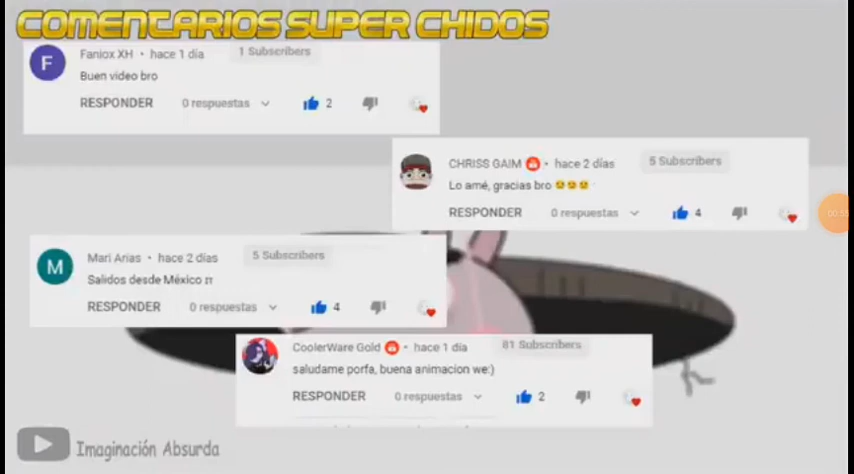 COMENTARIOS SUPER CHIDOS
F
Faniox XH • hace 1 día 1 Subscribers
Buen video bro
RESPONDER 0 respuestas 2
CHRISS GAIM • hace 2 días 5 Subscribers
Lo amé, gracias bro
RESPONDER 0 respuestas 4
00:55
M
Mari Arias • hace 2 días 5 Subscribers
Salidos desde México
RESPONDER 0 respuestas 4
CoolerWare Gold • hace 1 día 81 Subscribers
saludame porfa, buena animacion we:)
RESPONDER 0 respuestas 2
Imaginación Absurda